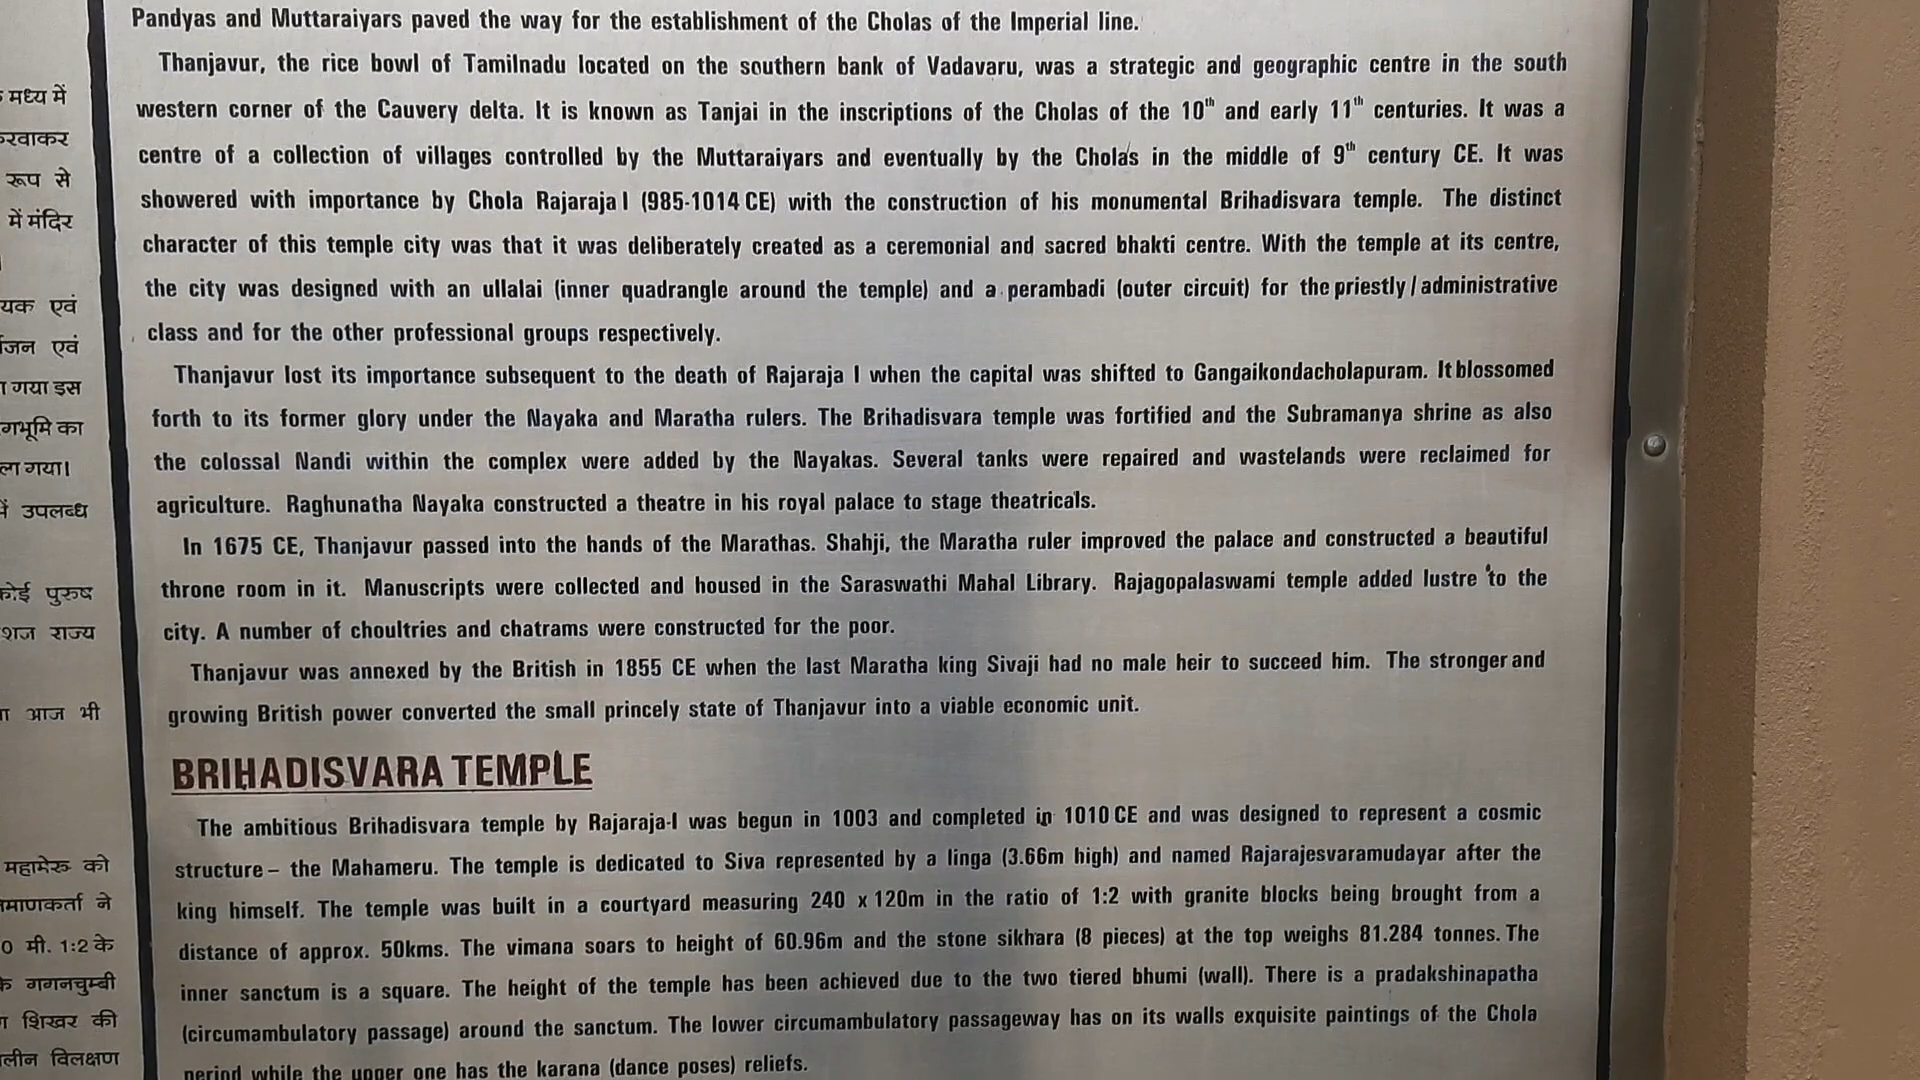 मध्य में
रवाकर
रूप से
में मंदिर
यक एवं
जन एवं
गया इस
गभूमि का
गया।
उपलब्ध
कोई पुरुष
राज्य
आज भी
महामेरू को
माणकर्ता ने
0 मी. 1:2 के
गगनचुम्बी
शिखर की
लीन विलक्षण
Pandyas and Muttaraiyars paved the way for the establishment of the Cholas of the Imperial line.
Thanjavur, the rice bowl of Tamilnadu located on the southern bank of Vadavaru, was a strategic and geographic centre in the south
western corner of the Cauvery delta. It is known as Tanjai in the inscriptions of the Cholas of the 10th and early 11th centuries. It was a
centre of a collection of villages controlled by the Muttaraiyars and eventually by the Cholas in the middle of 9th century CE. It was
showered with importance by Chola Rajaraja I (985-1014 CE) with the construction of his monumental Brihadisvara temple. The distinct
character of this temple city was that it was deliberately created as a ceremonial and sacred bhakti centre. With the temple at its centre,
the city was designed with an ullalai (inner quadrangle around the temple) and a perambadi (outer circuit) for the priestly / administrative
class and for the other professional groups respectively.
Thanjavur lost its importance subsequent to the death of Rajaraja I when the capital was shifted to Gangaikondacholapuram. It blossomed
forth to its former glory under the Nayaka and Maratha rulers. The Brihadisvara temple was fortified and the Subramanya shrine as also
the colossal Nandi within the complex were added by the Nayakas. Several tanks were repaired and wastelands were reclaimed for
agriculture. Raghunatha Nayaka constructed a theatre in his royal palace to stage theatricals.
In 1675 CE, Thanjavur passed into the hands of the Marathas. Shahji, the Maratha ruler improved the palace and constructed a beautiful
throne room in it. Manuscripts were collected and housed in the Saraswathi Mahal Library. Rajagopalaswami temple added lustre to the
city. A number of choultries and chatrams were constructed for the poor.
Thanjavur was annexed by the British in 1855 CE when the last Maratha king Sivaji had no male heir to succeed him. The stronger and
growing British power converted the small princely state of Thanjavur into a viable economic unit.
BRIHADISVARA TEMPLE
The ambitious Brihadisvara temple by Rajaraja-I was begun in 1003 and completed in 1010 CE and was designed to represent a cosmic
structure – the Mahameru. The temple is dedicated to Siva represented by a linga (3.66m high) and named Rajarajesvaramudayar after the
king himself. The temple was built in a courtyard measuring 240 x 120m in the ratio of 1:2 with granite blocks being brought from a
distance of approx. 50kms. The vimana soars to height of 60.96m and the stone sikhara (8 pieces) at the top weighs 81.284 tonnes. The
inner sanctum is a square. The height of the temple has been achieved due to the two tiered bhumi (wall). There is a pradakshinapatha
(circumambulatory passage) around the sanctum. The lower circumambulatory passageway has on its walls exquisite paintings of the Chola
period while the upper one has the karana (dance poses) reliefs.